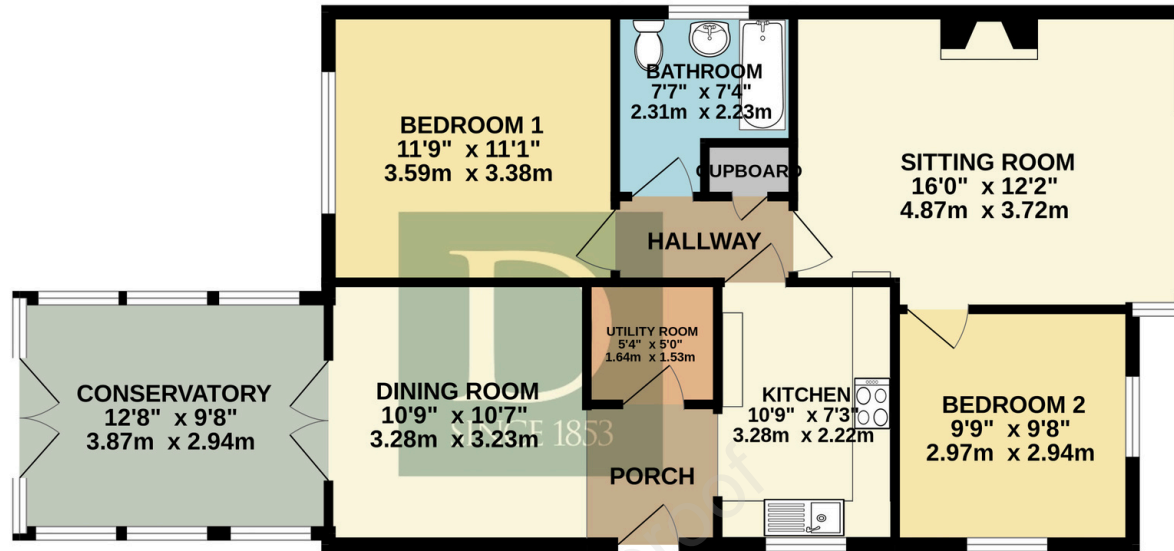 BATHROOM
7'7" x 7'4"
2.31m x 2.23m
BEDROOM 1
11'9" x 11'1"
3.59m x 3.38m
CUPBOARD
SITTING ROOM
16'0" x 12'2"
4.87m x 3.72m
HALLWAY
D
SINCE 1853
UTILITY ROOM
5'4" x 5'0"
1.64m x 1.53m
CONSERVATORY
12'8" x 9'8"
3.87m x 2.94m
DINING ROOM
10'9" x 10'7"
3.28m x 3.23m
KITCHEN
10'9" x 7'3"
3.28m x 2.22m
BEDROOM 2
9'9" x 9'8"
2.97m x 2.94m
PORCH
proof